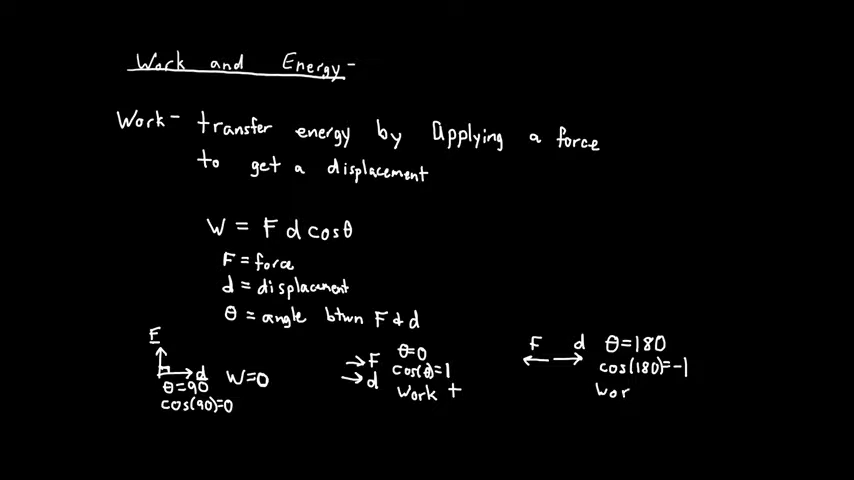 Work and Energy -
Work - transfer energy by applying a force
to get a displacement
W = F d cosθ
F = force
d = displacement
θ = angle btwn F & d
F
d
θ=90
cos(90)=0
W=0
F
d
θ=0
cos(0)=1
Work +
F d θ=180
cos(180)=-1
Wor